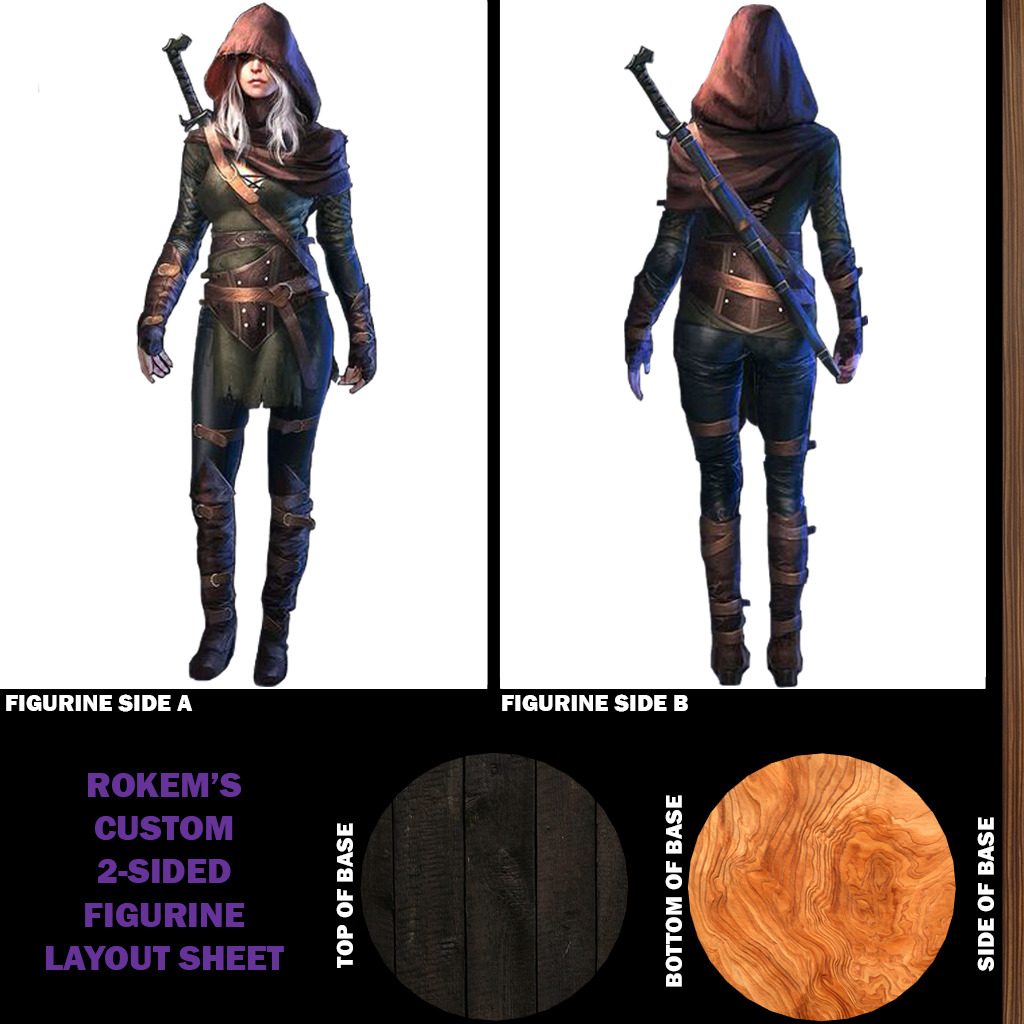 FIGURINE SIDE A
FIGURINE SIDE B
ROKEM’S
CUSTOM
2-SIDED
FIGURINE
LAYOUT SHEET
TOP OF BASE
BOTTOM OF BASE
SIDE OF BASE